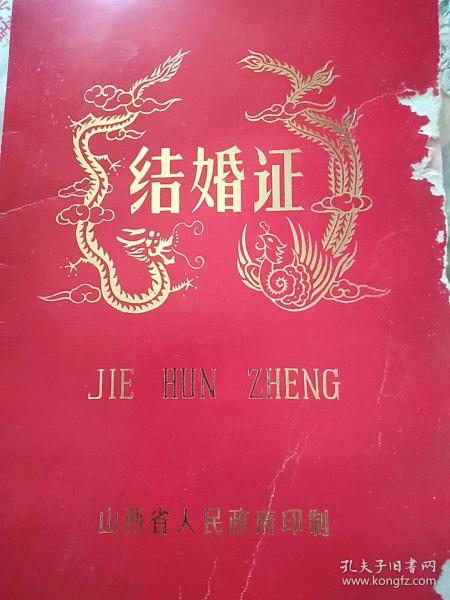 结婚证
JIE HUN ZHENG
山西省人民政府印制
孔夫子旧书网
www.kongfz.com